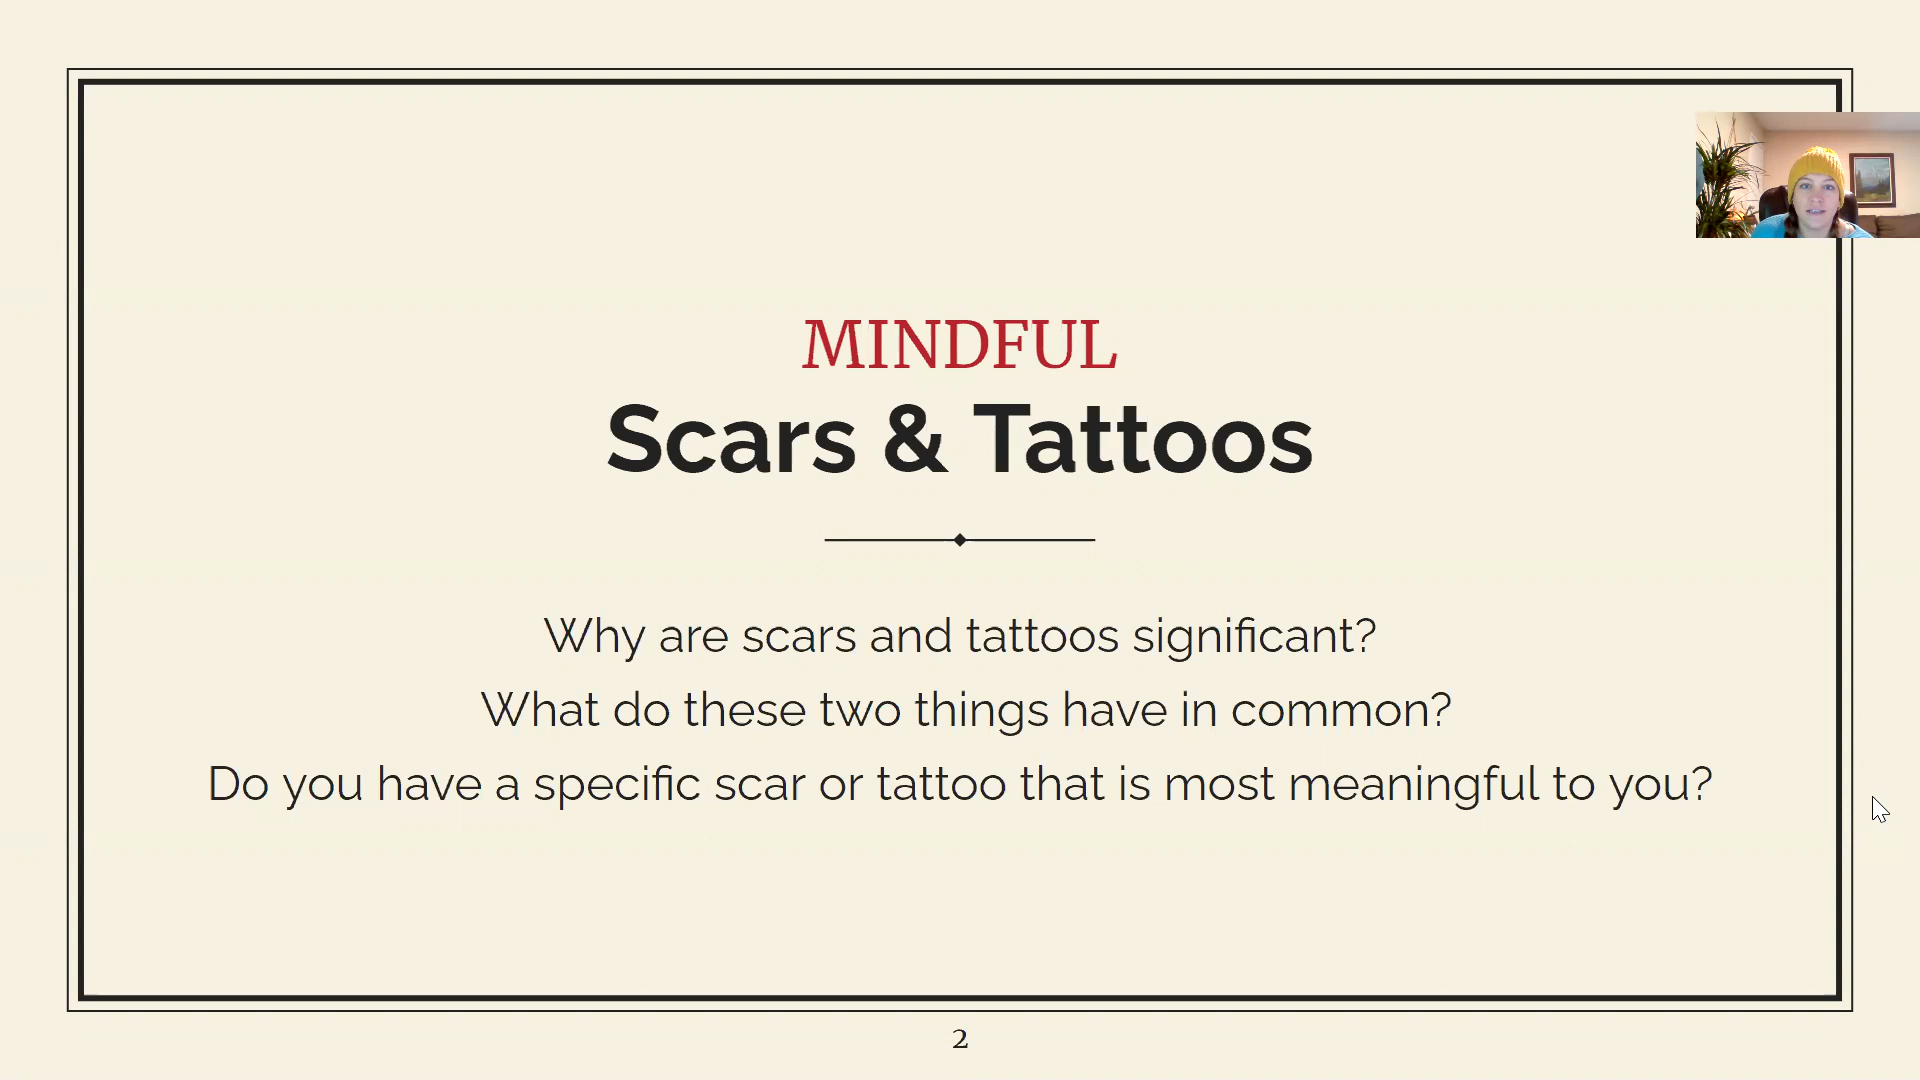 MINDFUL
Scars & Tattoos
Why are scars and tattoos significant?
What do these two things have in common?
Do you have a specific scar or tattoo that is most meaningful to you?
2